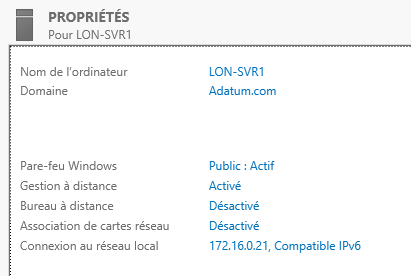 PROPRIÉTÉS
Pour LON-SVR1
Nom de l'ordinateur LON-SVR1
Domaine Adatum.com
Pare-feu Windows Public : Actif
Gestion à distance Activé
Bureau à distance Désactivé
Association de cartes réseau Désactivé
Connexion au réseau local 172.16.0.21, Compatible IPv6